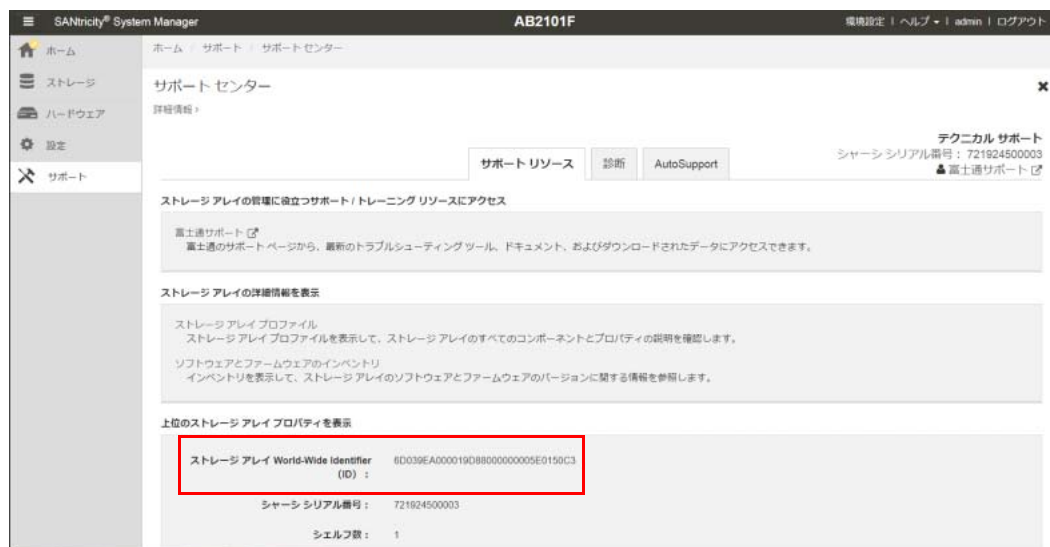 SANtricity® System Manager
AB2101F
環境設定 | ヘルプ ▾ | admin | ログアウト
ホーム
ストレージ
ハードウェア
設定
サポート
ホーム / サポート / サポートセンター
サポート センター
詳細情報 >
テクニカル サポート
シャーシ シリアル番号： 721924500003
富士通サポート
サポート リソース
診断
AutoSupport
ストレージ アレイの管理に役立つサポート / トレーニング リソースにアクセス
富士通サポート
富士通のサポート ページから、最新のトラブルシューティング ツール、ドキュメント、およびダウンロードされたデータにアクセスできます。
ストレージ アレイの詳細情報を表示
ストレージ アレイ プロファイル
ストレージ アレイ プロファイルを表示して、ストレージ アレイのすべてのコンポーネントとプロパティの説明を確認します。
ソフトウェアとファームウェアのインベントリ
インベントリを表示して、ストレージ アレイのソフトウェアとファームウェアのバージョンに関する情報を参照します。
上位のストレージ アレイ プロパティを表示
ストレージ アレイ World-Wide Identifier 6D039EA000019D88000000005E0150C3
(ID) ：
シャーシ シリアル番号： 721924500003
シェルフ数： 1